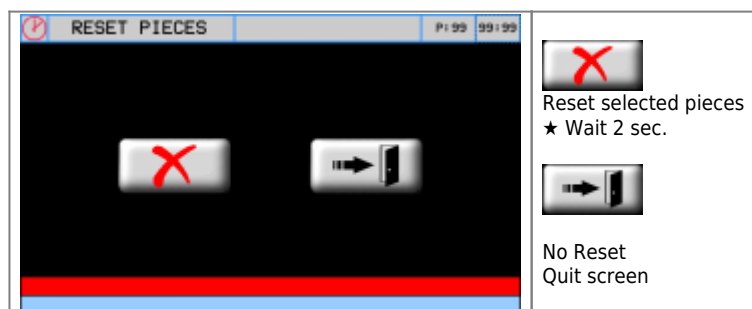 RESET PIECES
P:99 99:99
Reset selected pieces
★ Wait 2 sec.
No Reset
Quit screen